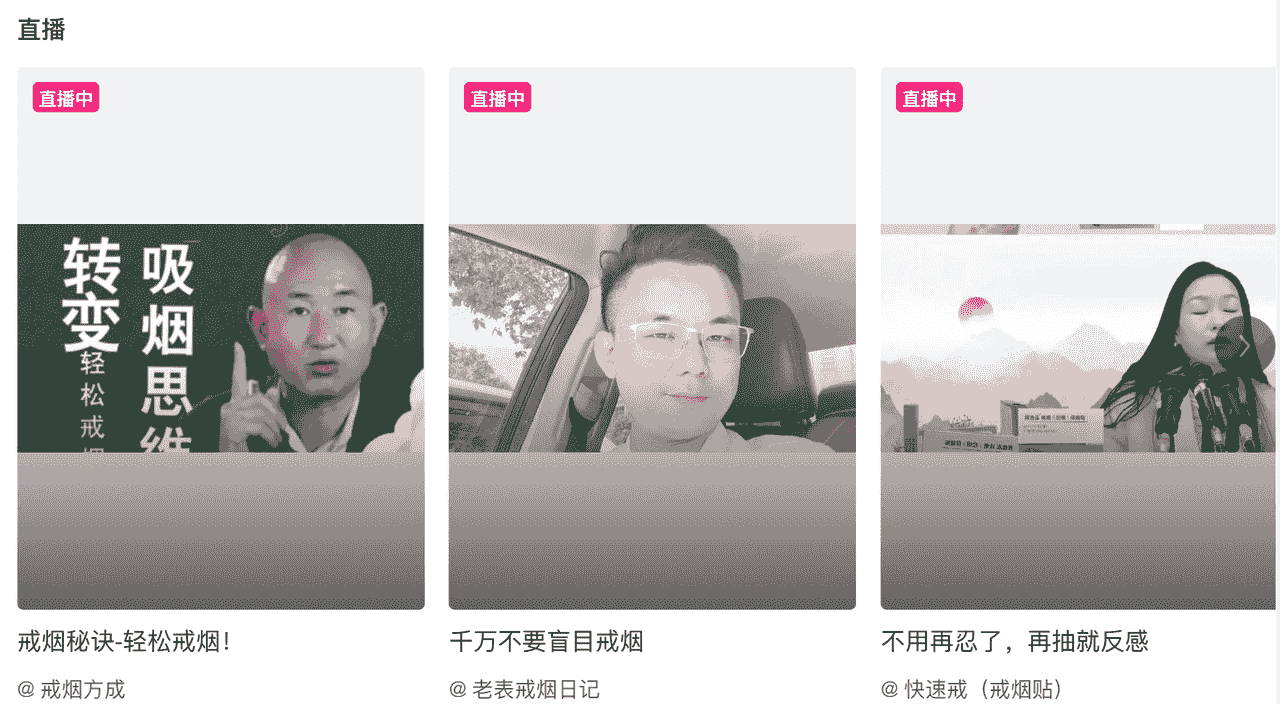 直播
直播中
直播中
直播中
转变
吸烟思维
轻松戒
戒烟秘诀-轻松戒烟！
千万不要盲目戒烟
不用再忍了，再抽就反感
@ 戒烟方成
@ 老表戒烟日记
@ 快速戒（戒烟贴）